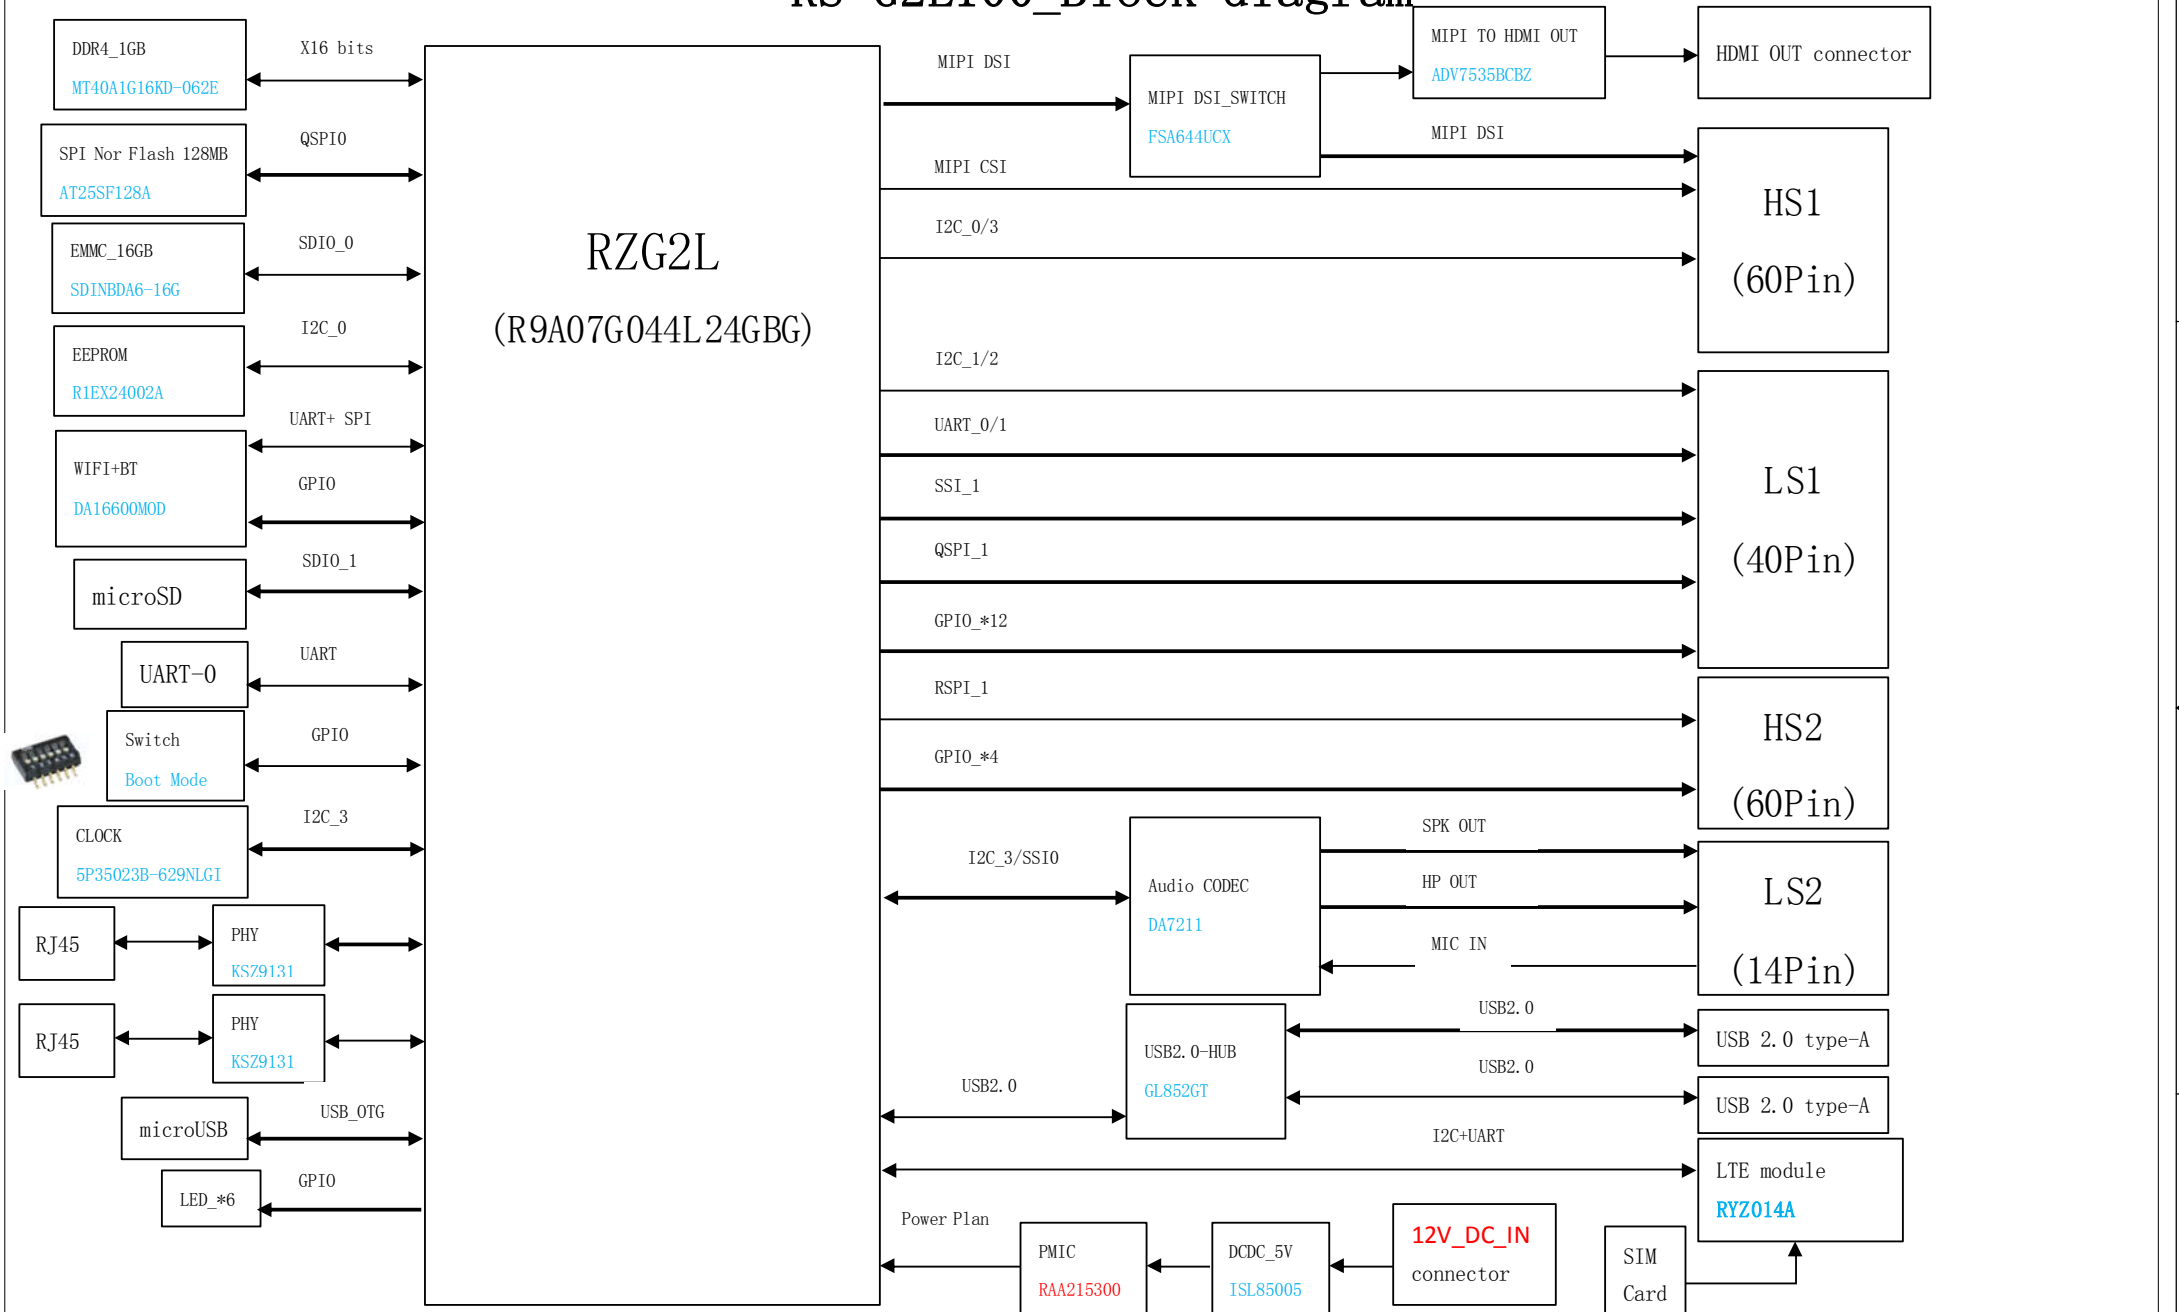 RS-G2L100_Block diagram
DDR4_1GB
MT40A1G16KD-062E
X16 bits
SPI Nor Flash 128MB
AT25SF128A
QSPI0
EMMC_16GB
SDINBDA6-16G
SDIO_0
EEPROM
R1EX24002A
I2C_0
WIFI+BT
DA16600MOD
UART+ SPI
GPIO
microSD
SDIO_1
UART-0
UART
Switch
Boot Mode
GPIO
CLOCK
5P35023B-629NLGI
I2C_3
RJ45
PHY
KSZ9131
RJ45
PHY
KSZ9131
microUSB
USB_OTG
LED_*6
GPIO
RZG2L
(R9A07G044L24GBG)
MIPI DSI
MIPI DSI_SWITCH
FSA644UCX
MIPI TO HDMI OUT
ADV7535BCBZ
HDMI OUT connector
MIPI DSI
MIPI CSI
I2C_0/3
HS1
(60Pin)
I2C_1/2
UART_0/1
SSI_1
QSPI_1
GPIO_*12
LS1
(40Pin)
RSPI_1
GPIO_*4
HS2
(60Pin)
I2C_3/SSI0
Audio CODEC
DA7211
SPK OUT
HP OUT
MIC IN
LS2
(14Pin)
USB2.0
USB2.0-HUB
GL852GT
USB2.0
USB 2.0 type-A
USB2.0
USB 2.0 type-A
I2C+UART
LTE module
RYZ014A
SIM
Card
Power Plan
PMIC
RAA215300
DCDC_5V
ISL85005
12V_DC_IN
connector